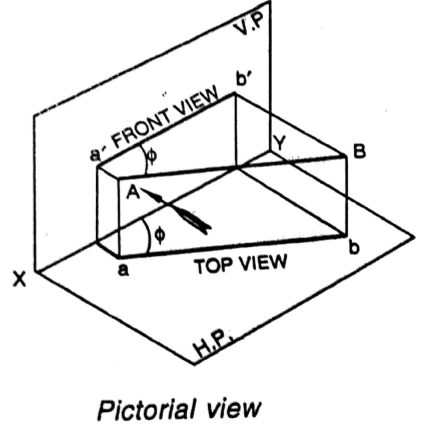 V.P
b'
FRONT VIEW
a'
ϕ
Y
B
A
ϕ
a
b
TOP VIEW
X
H.P.
Pictorial view